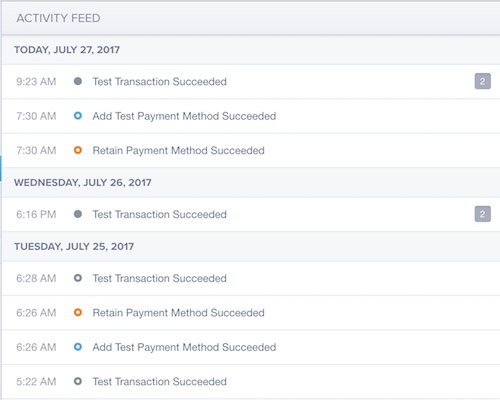 ACTIVITY FEED
TODAY, JULY 27, 2017
9:23 AM Test Transaction Succeeded 2
7:30 AM Add Test Payment Method Succeeded
7:30 AM Retain Payment Method Succeeded
WEDNESDAY, JULY 26, 2017
6:16 PM Test Transaction Succeeded 2
TUESDAY, JULY 25, 2017
6:28 AM Test Transaction Succeeded
6:26 AM Retain Payment Method Succeeded
6:26 AM Add Test Payment Method Succeeded
5:22 AM Test Transaction Succeeded